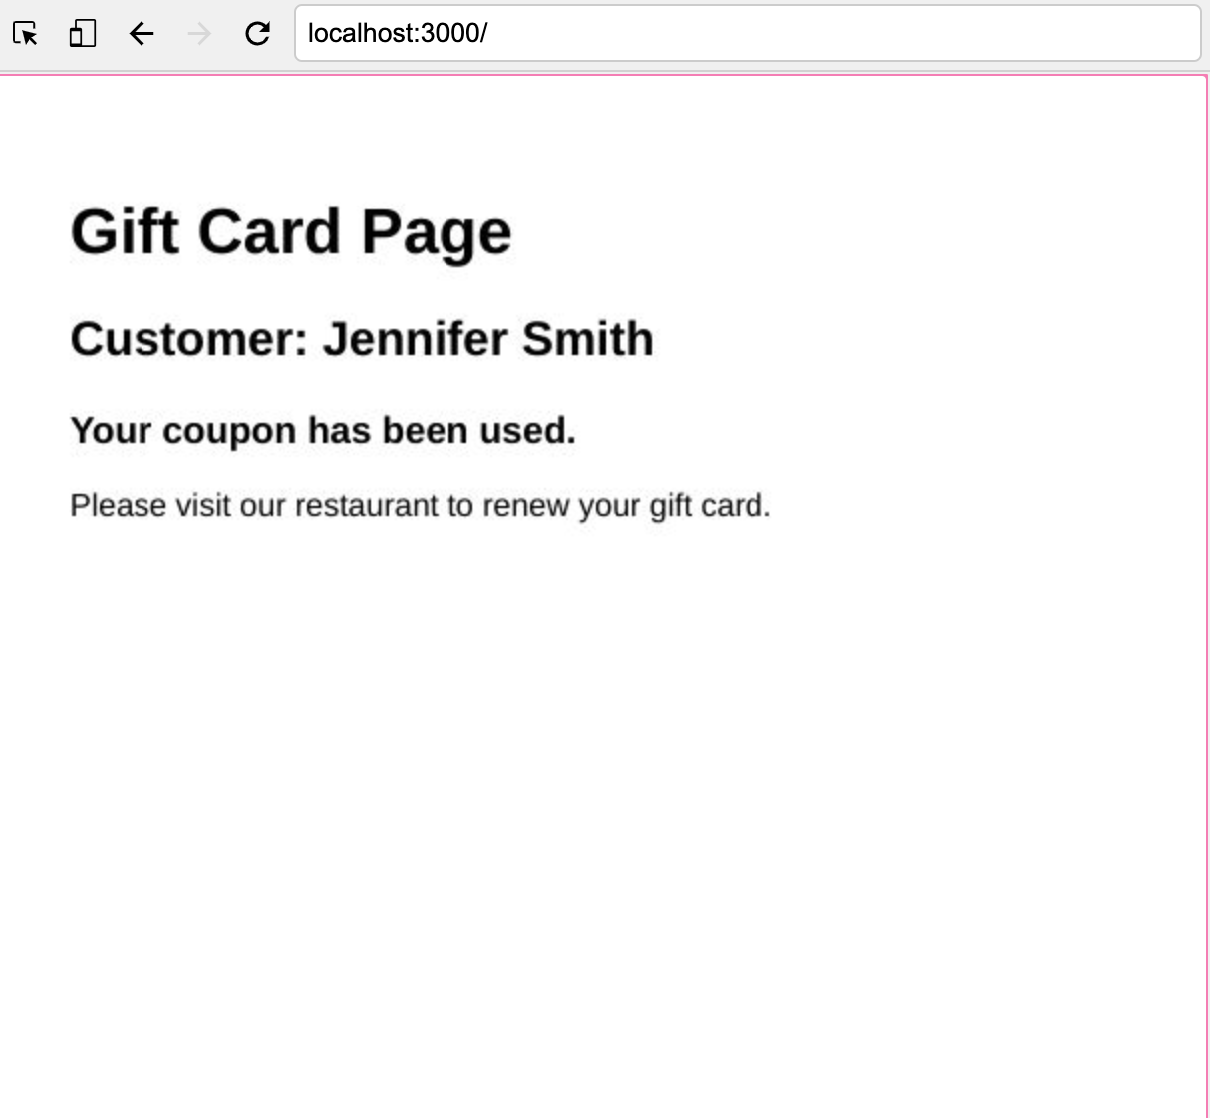 localhost:3000/
Gift Card Page
Customer: Jennifer Smith
Your coupon has been used.
Please visit our restaurant to renew your gift card.